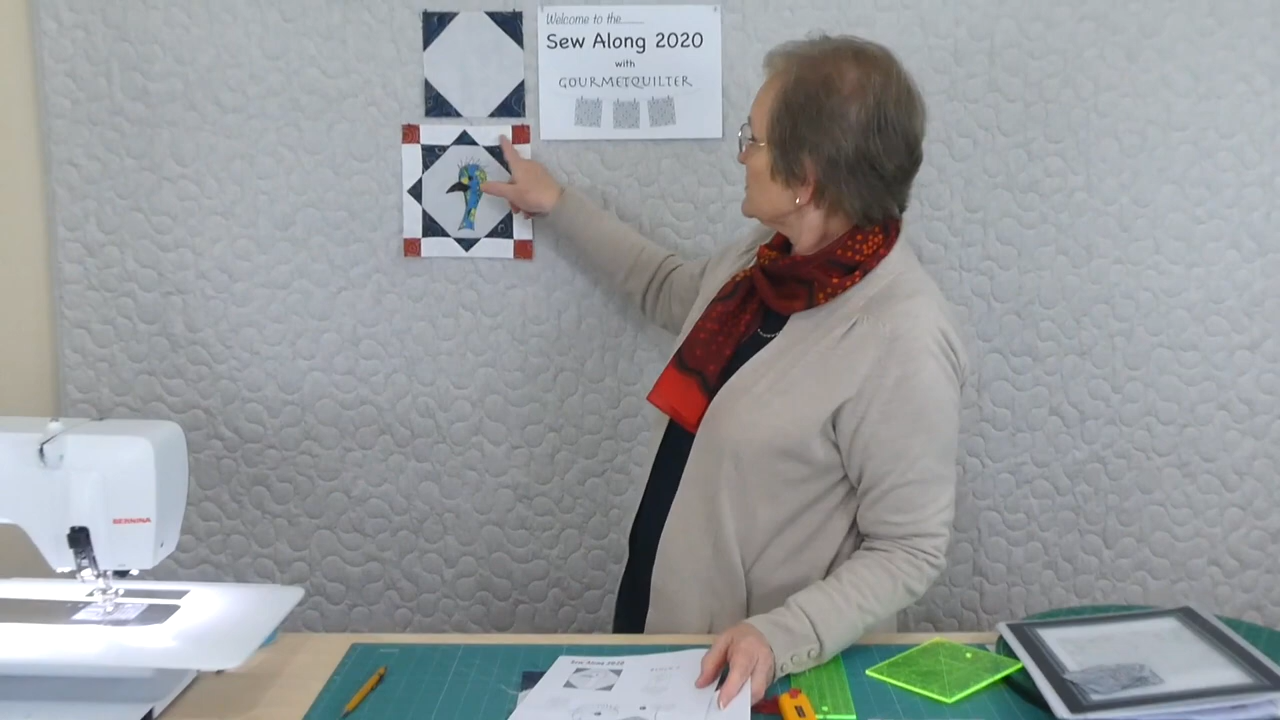 Welcome to the......
Sew Along 2020
with
GOURMETQUILTER
BERNINA
Sew Along 2020